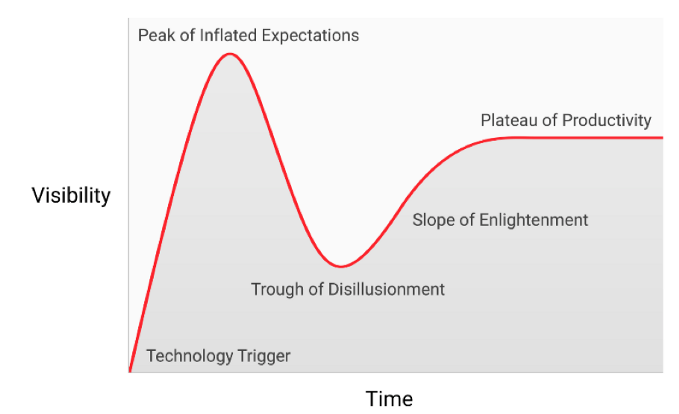 Peak of Inflated Expectations
Plateau of Productivity
Visibility
Slope of Enlightenment
Trough of Disillusionment
Technology Trigger
Time